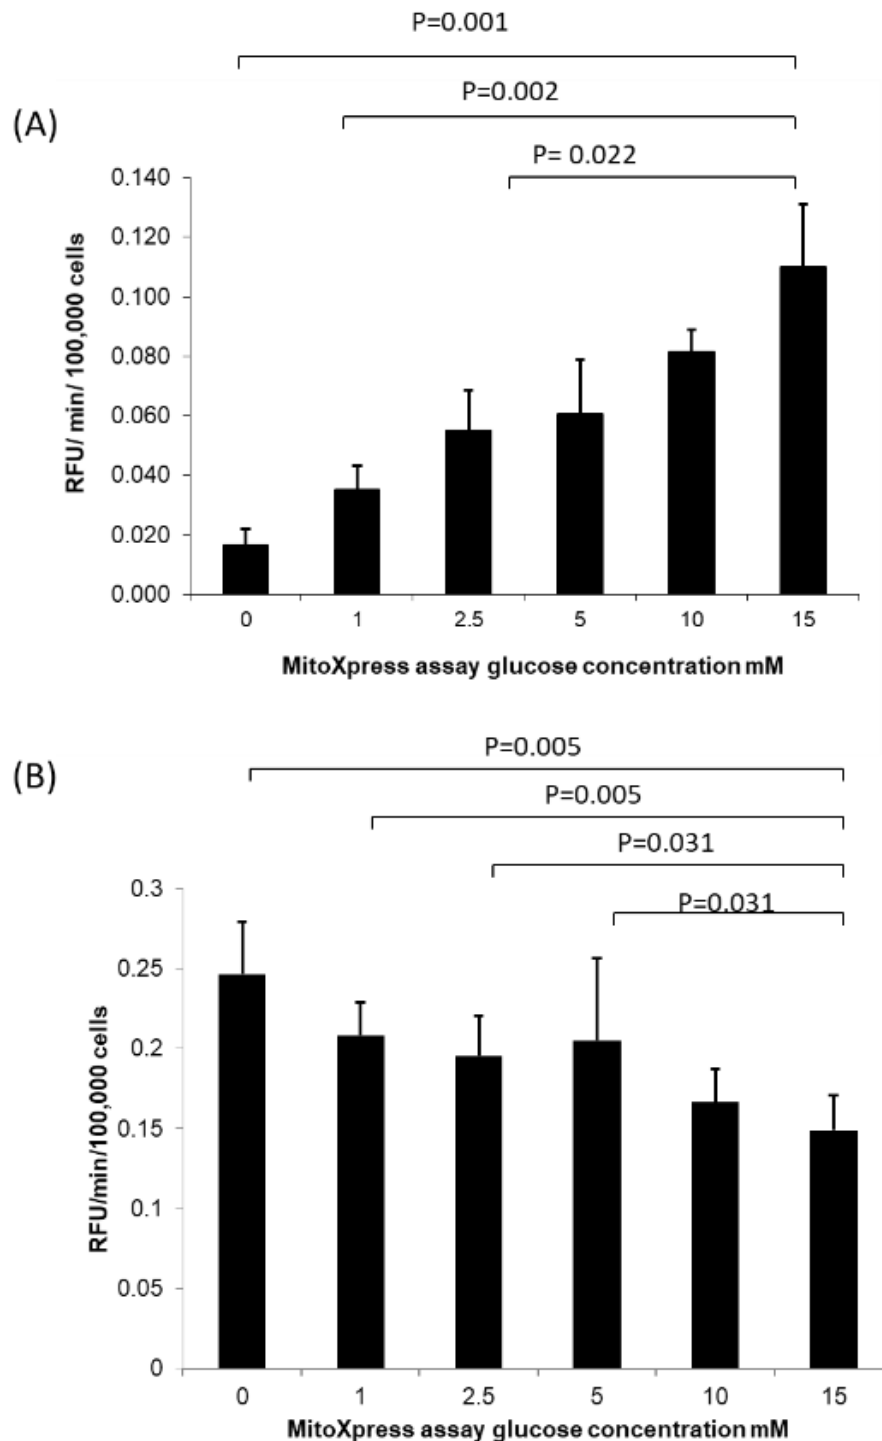 P=0.001
P=0.002
(A)
P= 0.022
RFU/ min/ 100,000 cells
0.140
0.120
0.100
0.080
0.060
0.040
0.020
0.000
0 1 2.5 5 10 15
MitoXpress assay glucose concentration mM
P=0.005
(B)
P=0.005
P=0.031
P=0.031
RFU/min/100,000 cells
0.3
0.25
0.2
0.15
0.1
0.05
0
0 1 2.5 5 10 15
MitoXpress assay glucose concentration mM